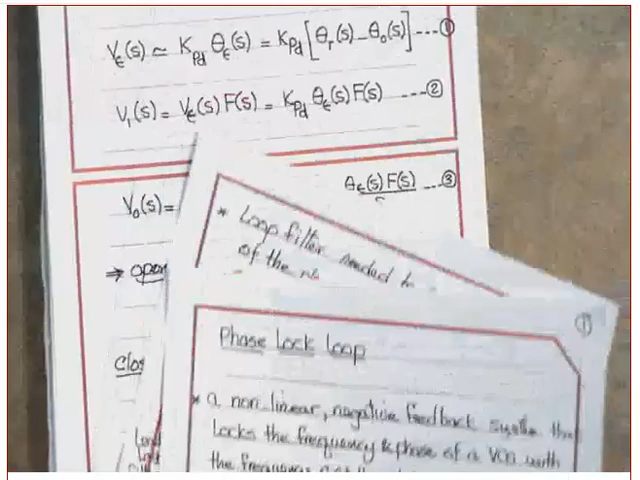 Vε(s) ≃ Kpd θε(s) = Kpd [θr(s) - θo(s)] ----①
V₁(s) = Vε(s) F(s) = Kpd θε(s) F(s) ----②
Vo(s) = θε(s) F(s) ---③
* Loop filter needed to
of the
⇒ open
①
Phase Lock Loop
Clos
* a non-linear, negative feedback system
locks the frequency & phase of a VCO with
the